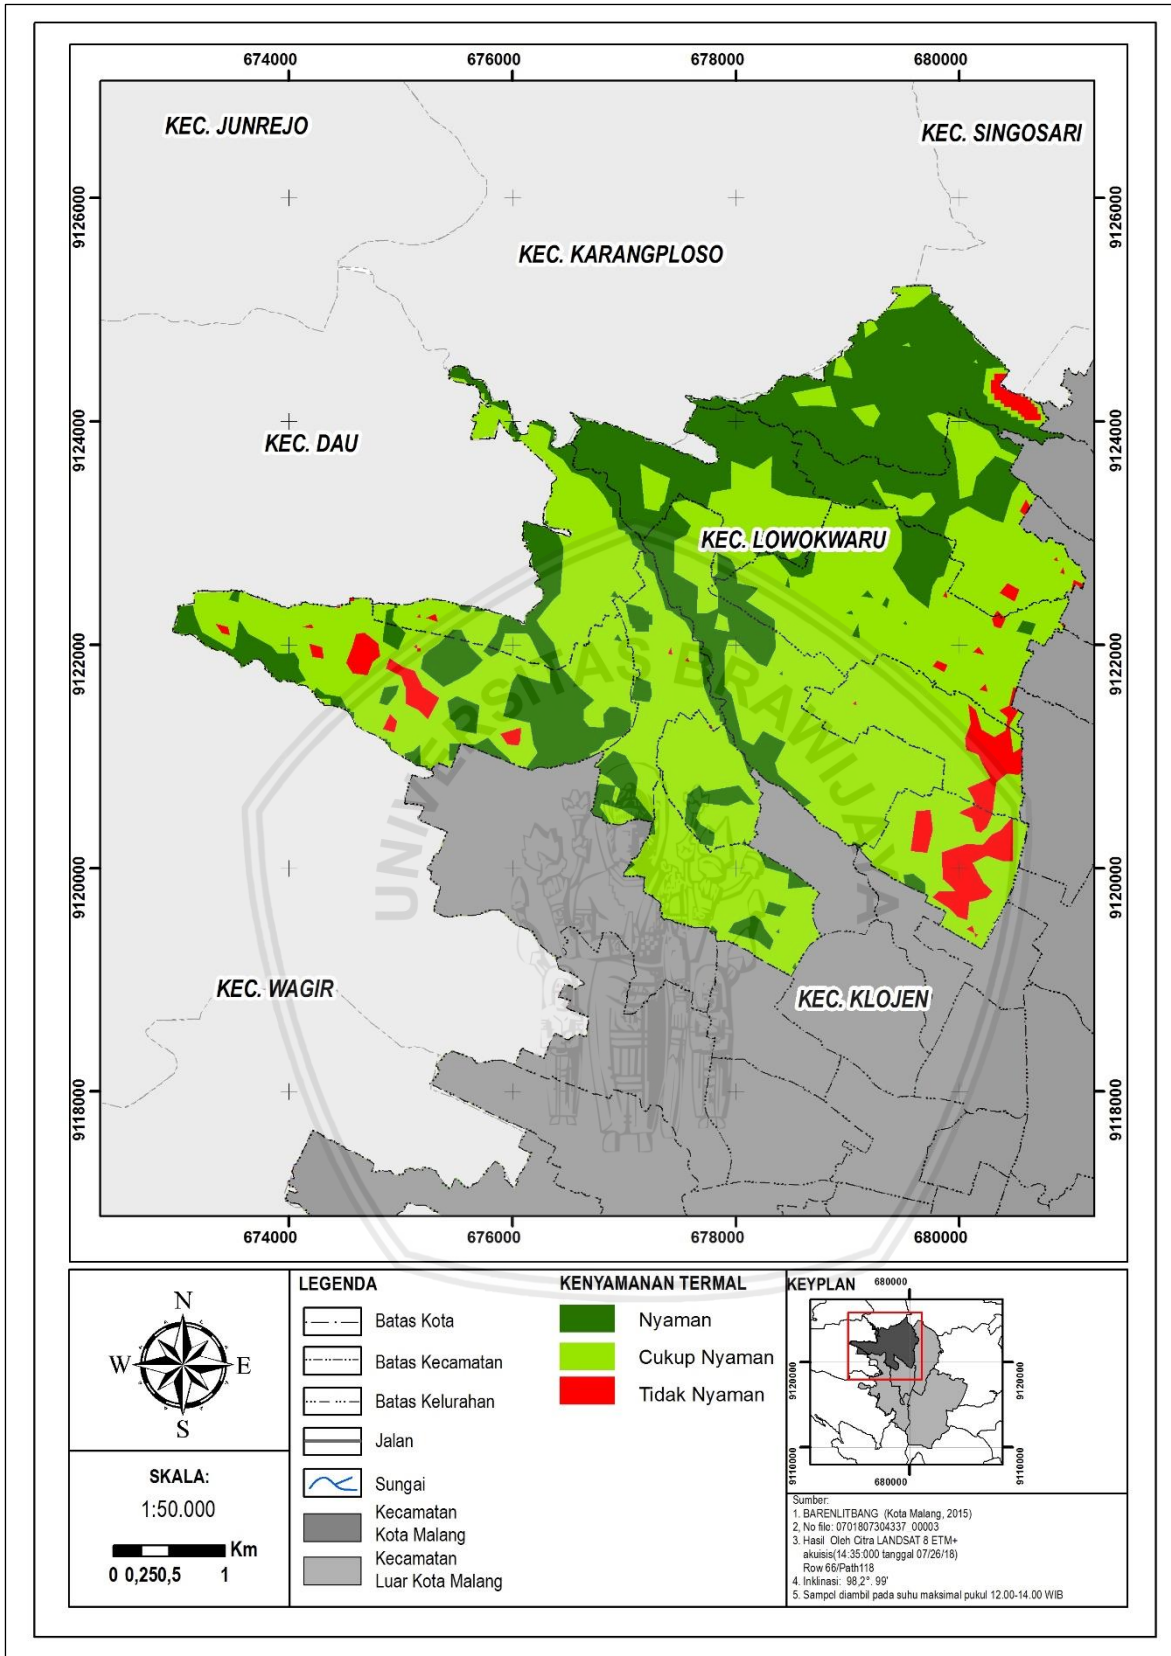 674000 676000 678000 680000
KEC. JUNREJO
KEC. SINGOSARI
9126000 9126000
KEC. KARANGPLOSO
9124000 9124000
KEC. DAU
KEC. LOWOKWARU
9122000 9122000
UNIVERSITAS BRAWIJAYA
9120000 9120000
KEC. WAGIR
KEC. KLOJEN
9118000 9118000
674000 676000 678000 680000
N
W E
S
SKALA:
1:50.000
Km
0 0,250,5 1
LEGENDA
Batas Kota
Batas Kecamatan
Batas Kelurahan
Jalan
Sungai
Kecamatan
Kota Malang
Kecamatan
Luar Kota Malang
KENYAMANAN TERMAL
Nyaman
Cukup Nyaman
Tidak Nyaman
KEYPLAN
680000
9120000 9120000
9110000 9110000
680000
Sumber:
1. BARENLITBANG (Kota Malang, 2015)
2, No file: 0701807304337_00003
3. Hasil Oleh Citra LANDSAT 8 ETM+
akuisis(14:35:000 tanggal 07/26/18)
Row 66/Path118
4. Inklinasi: 98,2°. 99'
5. Sampel diambil pada suhu maksimal pukul 12.00-14.00 WIB